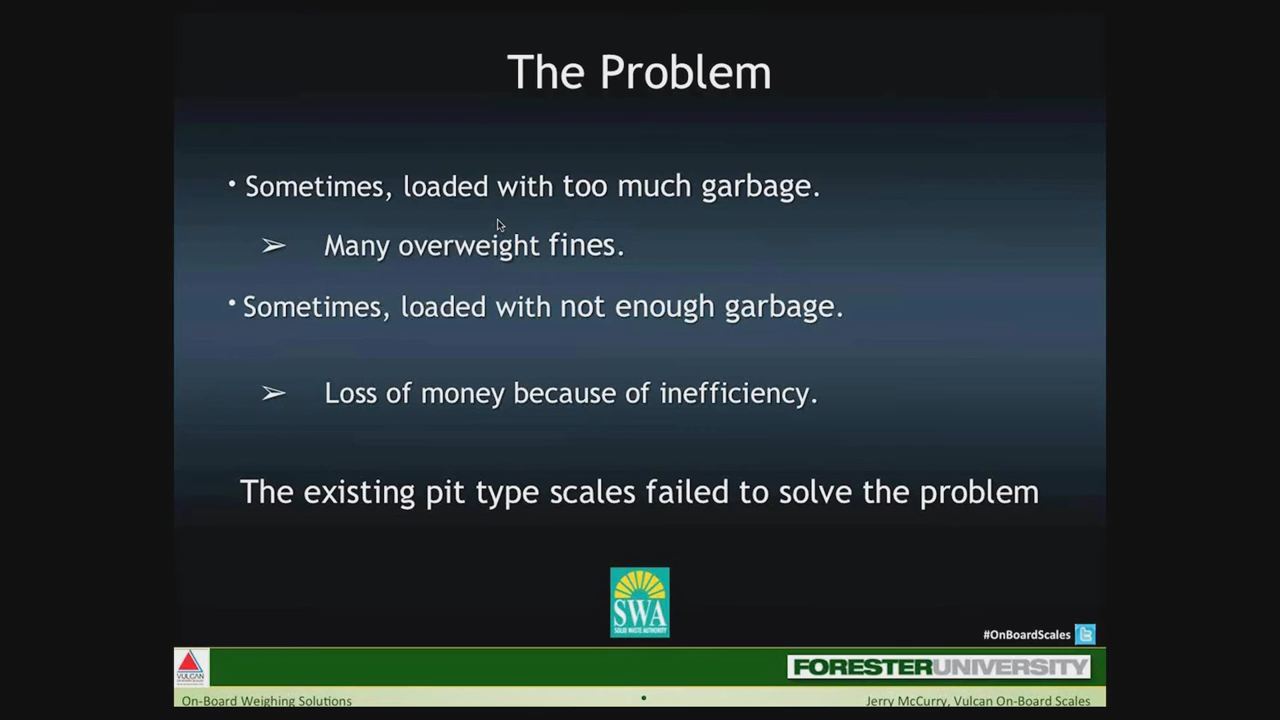 The Problem
• Sometimes, loaded with too much garbage.
➢ Many overweight fines.
• Sometimes, loaded with not enough garbage.
➢ Loss of money because of inefficiency.
The existing pit type scales failed to solve the problem
SWA
SOLID WASTE AUTHORITY
#OnBoardScales
VULCAN
FORESTERUNIVERSITY
On-Board Weighing Solutions
•
Jerry McCurry, Vulcan On-Board Scales